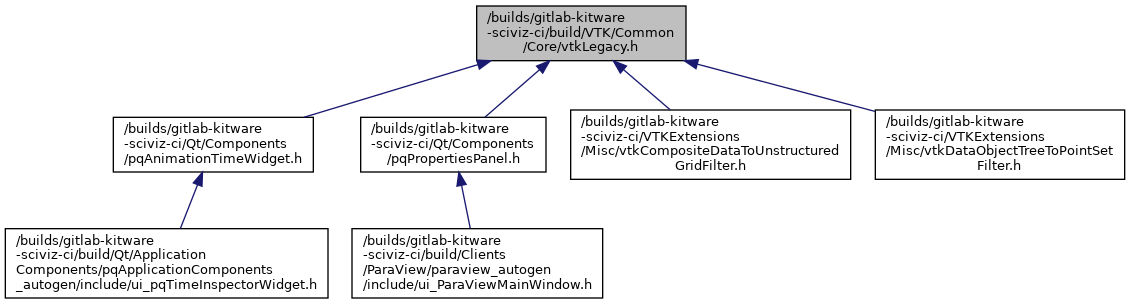 /builds/gitlab-kitware
-sciviz-ci/build/VTK/Common
/Core/vtkLegacy.h
/builds/gitlab-kitware
-sciviz-ci/Qt/Components
/pqAnimationTimeWidget.h
/builds/gitlab-kitware
-sciviz-ci/Qt/Components
/pqPropertiesPanel.h
/builds/gitlab-kitware
-sciviz-ci/VTKExtensions
/Misc/vtkCompositeDataToUnstructured
GridFilter.h
/builds/gitlab-kitware
-sciviz-ci/VTKExtensions
/Misc/vtkDataObjectTreeToPointSet
Filter.h
/builds/gitlab-kitware
-sciviz-ci/build/Qt/Application
Components/pqApplicationComponents
_autogen/include/ui_pqTimeInspectorWidget.h
/builds/gitlab-kitware
-sciviz-ci/build/Clients
/ParaView/paraview_autogen
/include/ui_ParaViewMainWindow.h